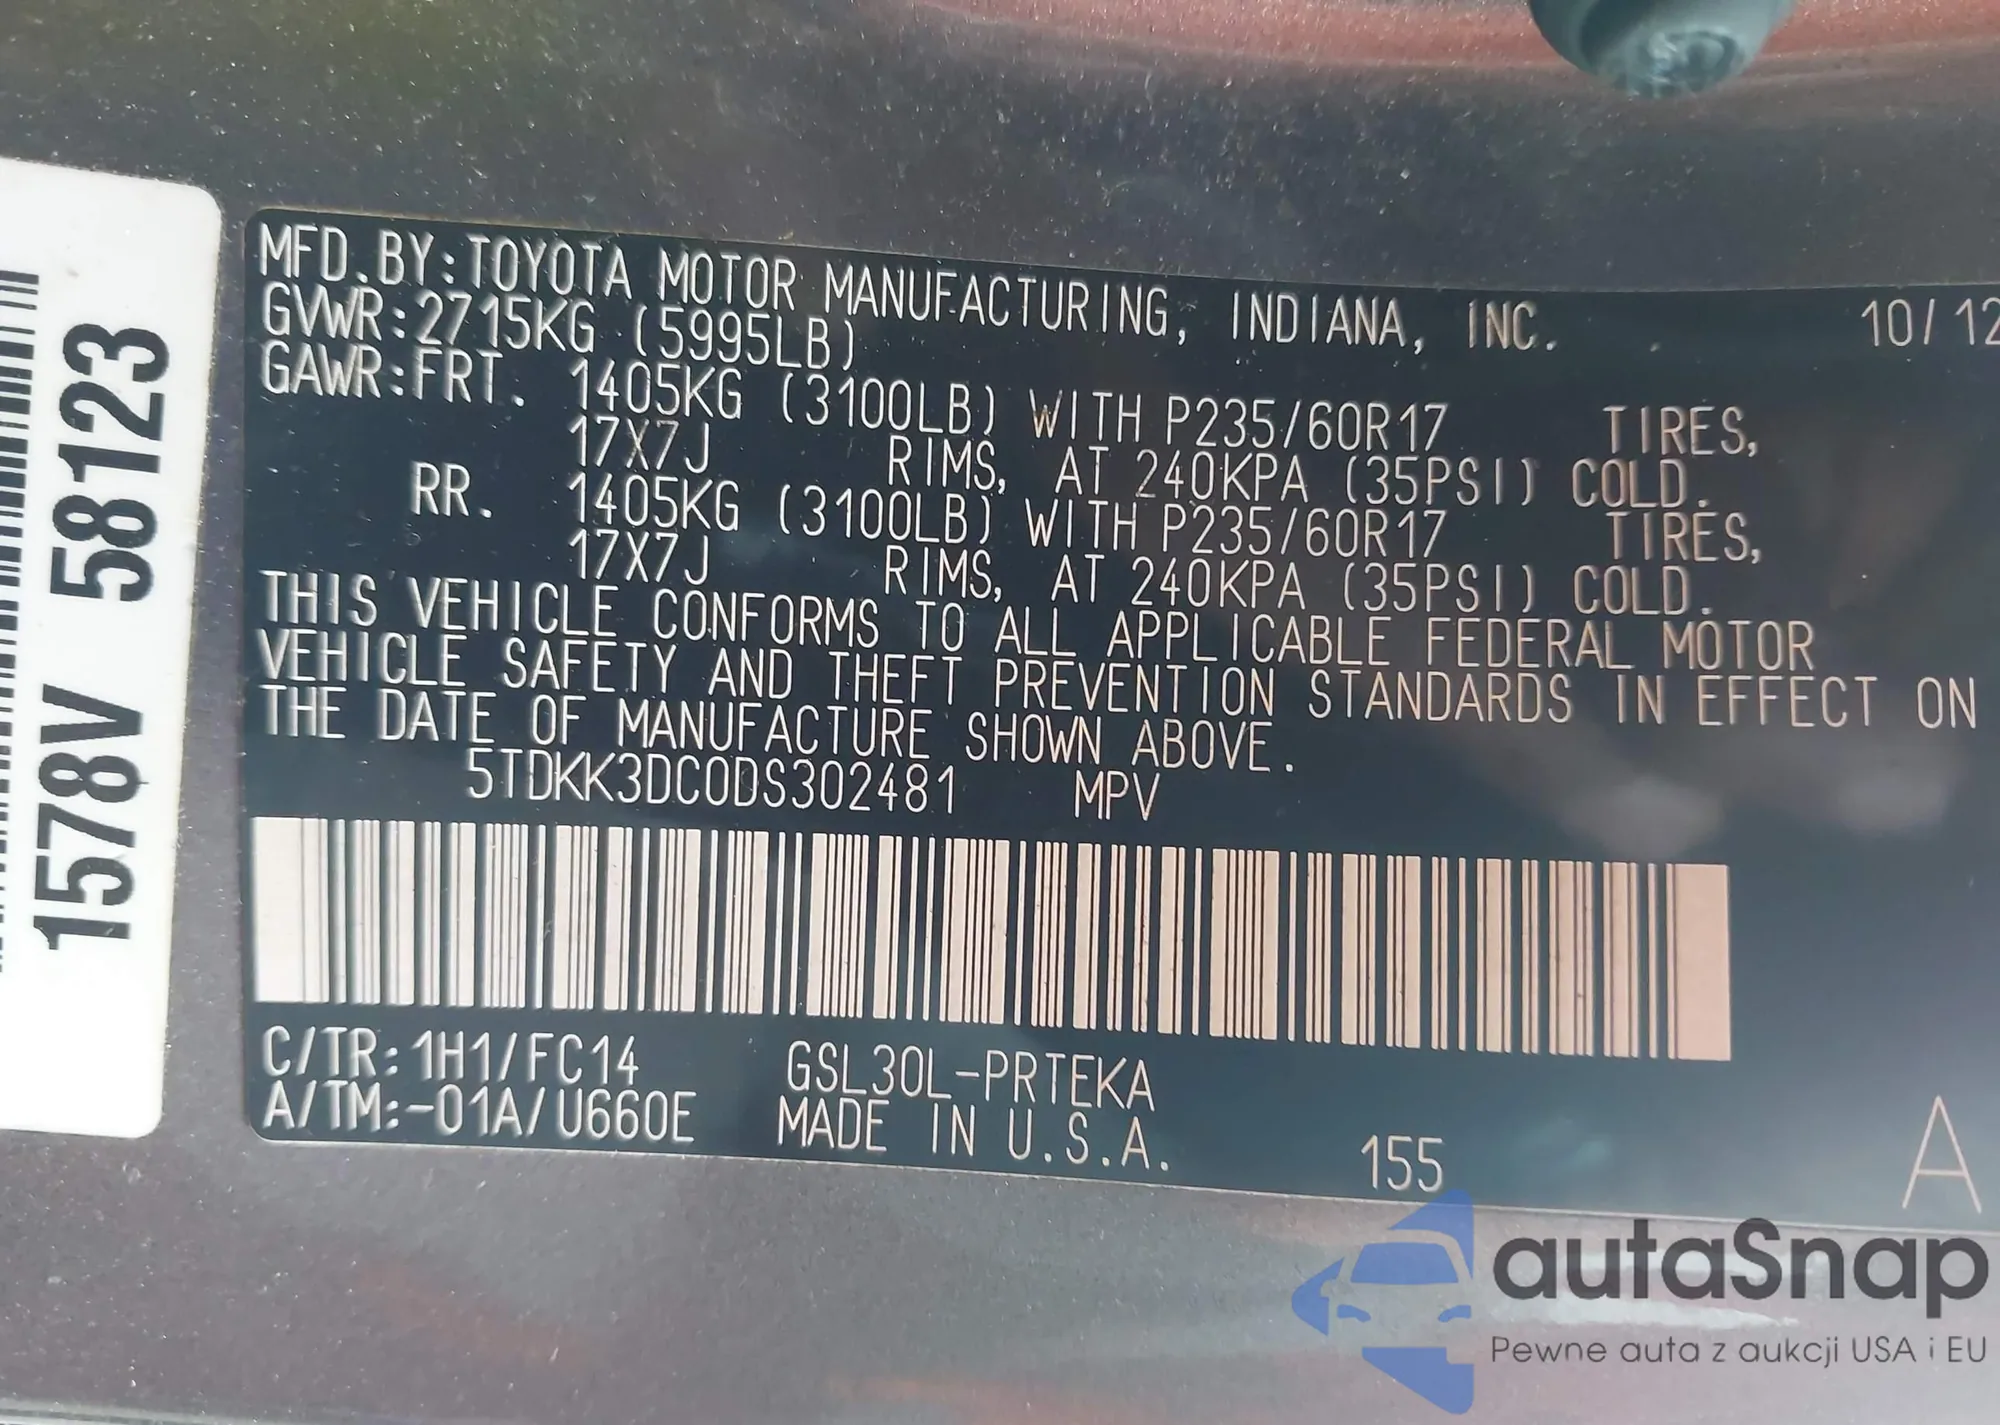 1578V 58123
MFD.BY:TOYOTA MOTOR MANUFACTURING, INDIANA, INC. 10/12
GVWR:2715KG (5995LB)
GAWR:FRT. 1405KG (3100LB) WITH P235/60R17 TIRES,
17X7J RIMS, AT 240KPA (35PSI) COLD.
RR. 1405KG (3100LB) WITH P235/60R17 TIRES,
17X7J RIMS, AT 240KPA (35PSI) COLD.
THIS VEHICLE CONFORMS TO ALL APPLICABLE FEDERAL MOTOR
VEHICLE SAFETY AND THEFT PREVENTION STANDARDS IN EFFECT ON
THE DATE OF MANUFACTURE SHOWN ABOVE.
5TDKK3DC0DS302481 MPV
C/TR:1H1/FC14 GSL30L-PRTEKA
A/TM:-01A/U660E MADE IN U.S.A. 155 A
autaSnap
Pewne auta z aukcji USA i EU